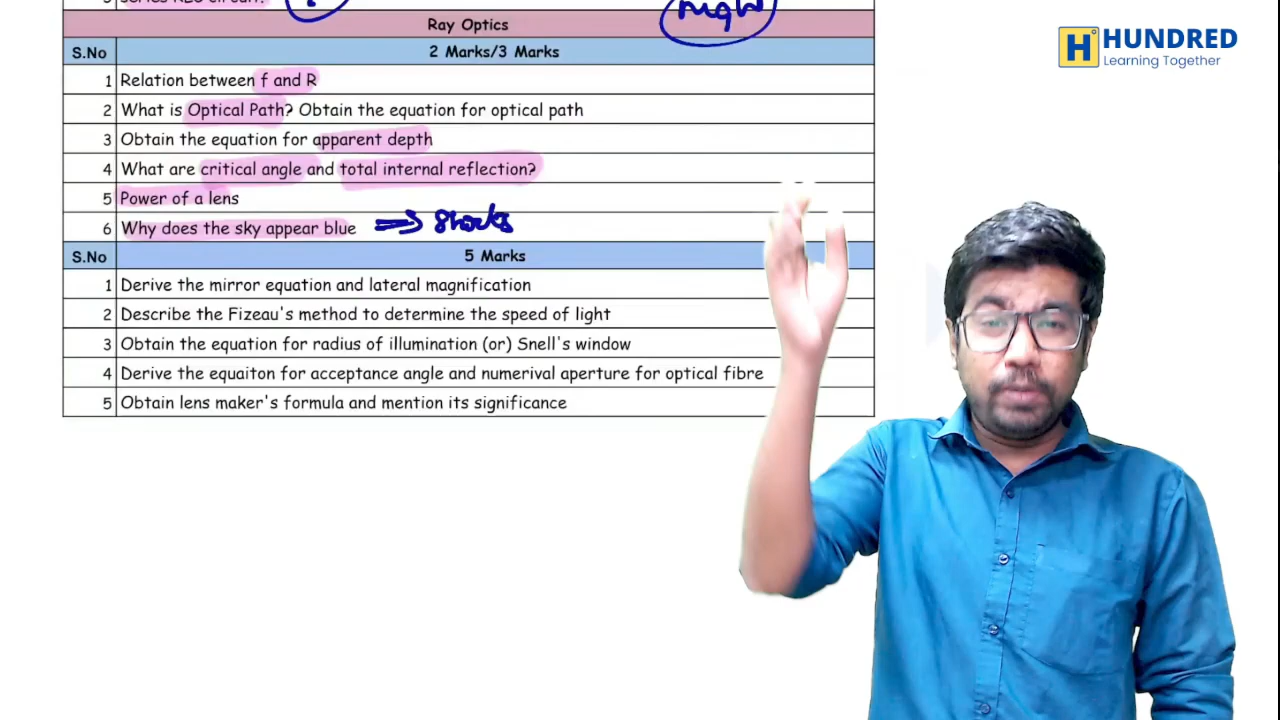 Ray Optics
S.No 2 Marks/3 Marks
1 Relation between f and R
2 What is Optical Path? Obtain the equation for optical path
3 Obtain the equation for apparent depth
4 What are critical angle and total internal reflection?
5 Power of a lens
6 Why does the sky appear blue
S.No 5 Marks
1 Derive the mirror equation and lateral magnification
2 Describe the Fizeau's method to determine the speed of light
3 Obtain the equation for radius of illumination (or) Snell's window
4 Derive the equaiton for acceptance angle and numerival aperture for optical fibre
5 Obtain lens maker's formula and mention its significance
H HUNDRED
Learning Together